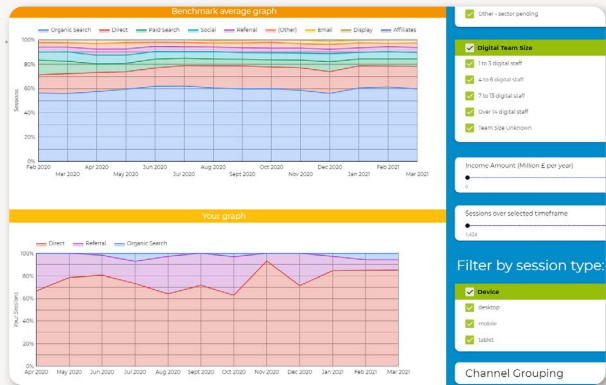 Benchmark average graph
Organic Search Direct Paid Search Social Referral (Other) Email Display Affiliates
100%
80%
60%
40%
20%
0%
Sessions
Feb 2020 Mar 2020 Apr 2020 May 2020 Jun 2020 Jul 2020 Aug 2020 Sept 2020 Oct 2020 Nov 2020 Dec 2020 Jan 2021 Feb 2021 Mar 2021
Your graph
Direct Referral Organic Search
100%
80%
60%
40%
20%
0%
Your Sessions
Apr 2020 May 2020 Jun 2020 Jul 2020 Aug 2020 Sept 2020 Oct 2020 Nov 2020 Dec 2020 Jan 2021 Feb 2021 Mar 2021
Other - sector pending
Digital Team Size
1 to 3 digital staff
4 to 6 digital staff
7 to 13 digital staff
Over 14 digital staff
Team Size Unknown
Income Amount (Million £ per year)
0
Sessions over selected timeframe
1,424
Filter by session type:
Device
desktop
mobile
tablet
Channel Grouping